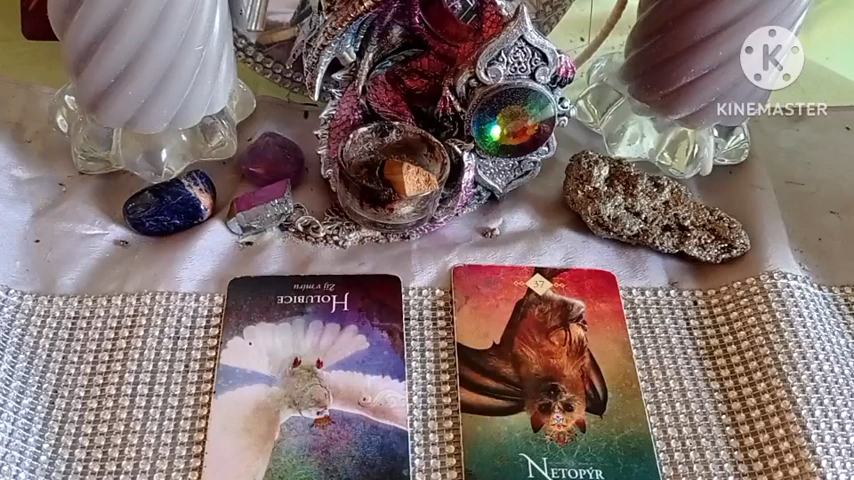 K
KINEMASTER
HOLUBICE
Žij v míru
37
NETOPÝR